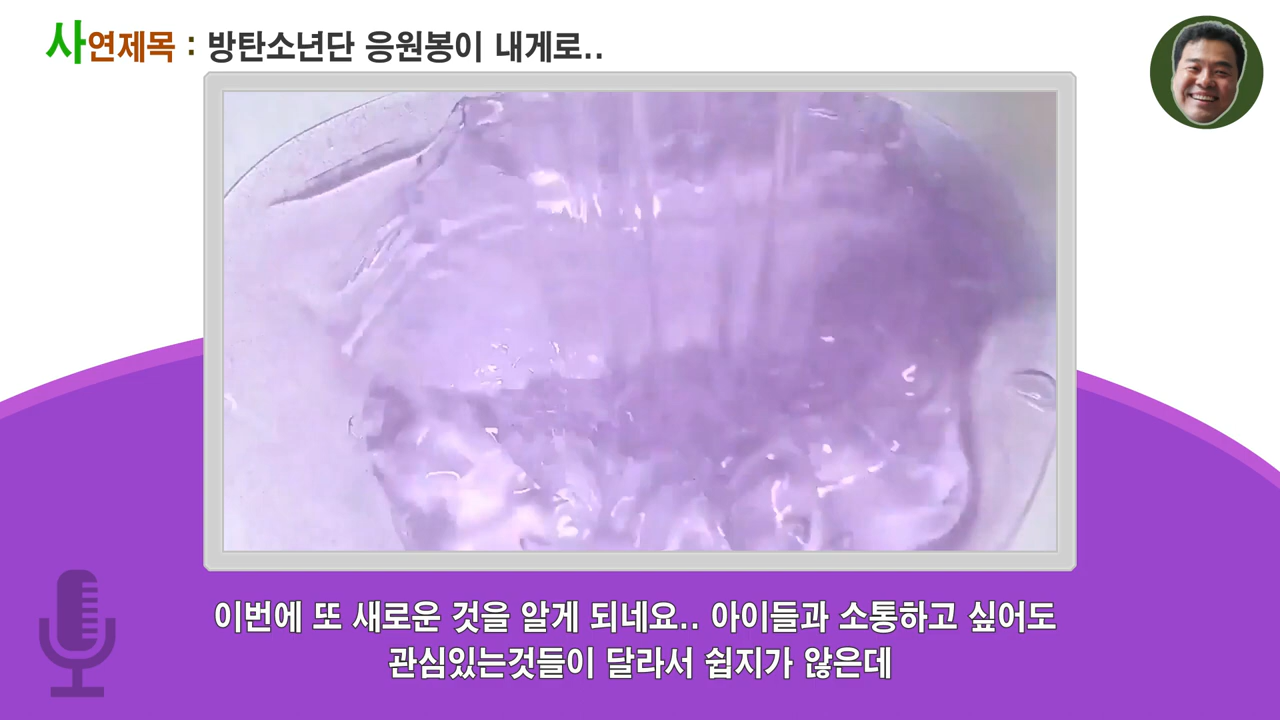 사연제목 : 방탄소년단 응원봉이 내게로..
이번에 또 새로운 것을 알게 되네요.. 아이들과 소통하고 싶어도
관심있는것들이 달라서 쉽지가 않은데